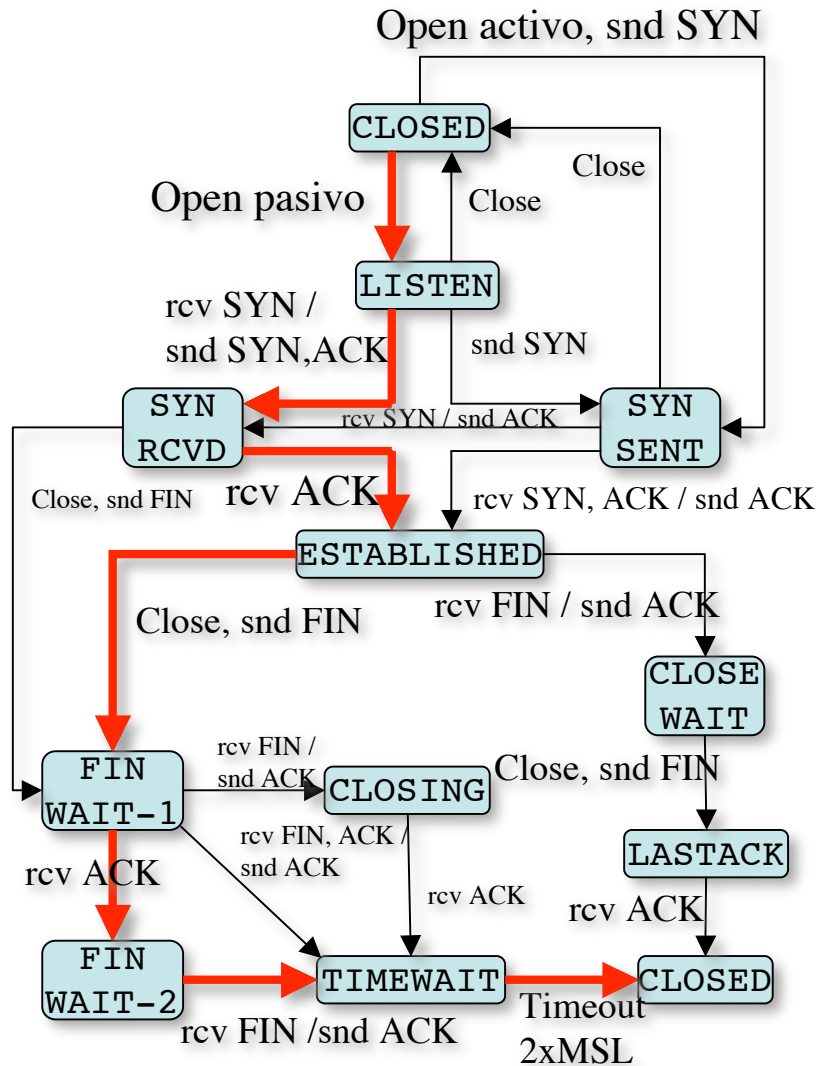 Open activo, snd SYN
CLOSED
Close
Open pasivo
Close
LISTEN
rcv SYN /
snd SYN,ACK
snd SYN
SYN
RCVD
rcv SYN / snd ACK
SYN
SENT
Close, snd FIN
rcv ACK
rcv SYN, ACK / snd ACK
ESTABLISHED
rcv FIN / snd ACK
Close, snd FIN
CLOSE
WAIT
FIN
WAIT-1
rcv FIN /
snd ACK
CLOSING
Close, snd FIN
rcv FIN, ACK /
snd ACK
LASTACK
rcv ACK
rcv ACK
rcv ACK
FIN
WAIT-2
TIMEWAIT
CLOSED
rcv FIN /snd ACK
Timeout
2xMSL